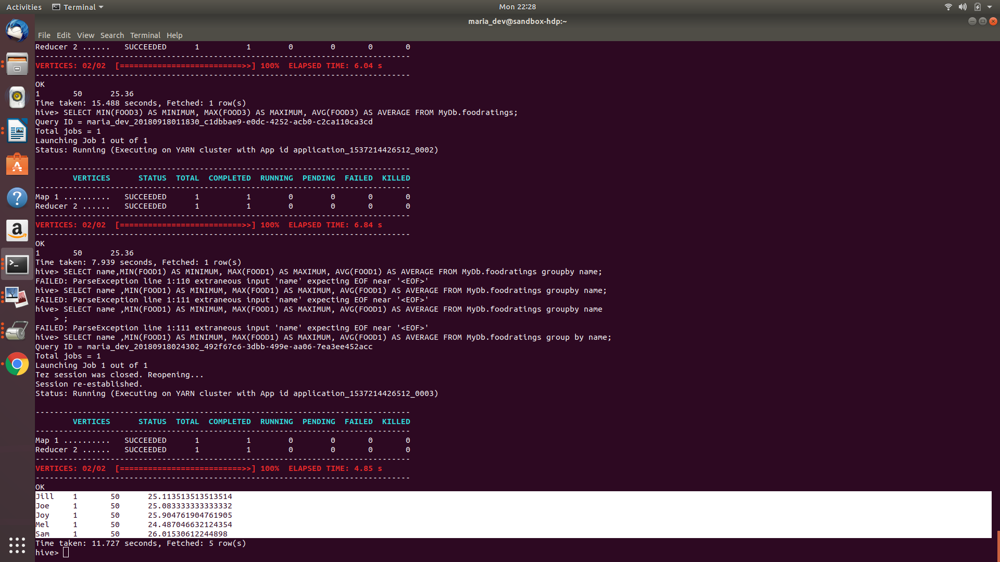 Activities Terminal Mon 22:28
maria_dev@sandbox-hdp:~
File Edit View Search Terminal Help
Reducer 2 ......   SUCCEEDED      1          1        0        0       0       0
--------------------------------------------------------------------------------
VERTICES: 02/02  [==========================>>] 100%  ELAPSED TIME: 6.04 s
--------------------------------------------------------------------------------
OK
1       50      25.36
Time taken: 15.488 seconds, Fetched: 1 row(s)
hive> SELECT MIN(FOOD3) AS MINIMUM, MAX(FOOD3) AS MAXIMUM, AVG(FOOD3) AS AVERAGE FROM MyDb.foodratings;
Query ID = maria_dev_20180918011830_c1dbbae9-e0dc-4252-acb0-c2ca110ca3cd
Total jobs = 1
Launching Job 1 out of 1
Status: Running (Executing on YARN cluster with App id application_1537214426512_0002)
--------------------------------------------------------------------------------
        VERTICES      STATUS  TOTAL  COMPLETED  RUNNING  PENDING  FAILED  KILLED
--------------------------------------------------------------------------------
Map 1 ..........   SUCCEEDED      1          1        0        0       0       0
Reducer 2 ......   SUCCEEDED      1          1        0        0       0       0
--------------------------------------------------------------------------------
VERTICES: 02/02  [==========================>>] 100%  ELAPSED TIME: 6.84 s
--------------------------------------------------------------------------------
OK
1       50      25.36
Time taken: 7.939 seconds, Fetched: 1 row(s)
hive> SELECT name,MIN(FOOD1) AS MINIMUM, MAX(FOOD1) AS MAXIMUM, AVG(FOOD1) AS AVERAGE FROM MyDb.foodratings groupby name;
FAILED: ParseException line 1:110 extraneous input 'name' expecting EOF near '<EOF>'
hive> SELECT name ,MIN(FOOD1) AS MINIMUM, MAX(FOOD1) AS MAXIMUM, AVG(FOOD1) AS AVERAGE FROM MyDb.foodratings groupby name;
FAILED: ParseException line 1:111 extraneous input 'name' expecting EOF near '<EOF>'
hive> SELECT name ,MIN(FOOD1) AS MINIMUM, MAX(FOOD1) AS MAXIMUM, AVG(FOOD1) AS AVERAGE FROM MyDb.foodratings groupby name
    > ;
FAILED: ParseException line 1:111 extraneous input 'name' expecting EOF near '<EOF>'
hive> SELECT name ,MIN(FOOD1) AS MINIMUM, MAX(FOOD1) AS MAXIMUM, AVG(FOOD1) AS AVERAGE FROM MyDb.foodratings group by name;
Query ID = maria_dev_20180918024302_492f67c6-3dbb-499e-aa06-7ea3ee452acc
Total jobs = 1
Launching Job 1 out of 1
Tez session was closed. Reopening...
Session re-established.
Status: Running (Executing on YARN cluster with App id application_1537214426512_0003)
--------------------------------------------------------------------------------
        VERTICES      STATUS  TOTAL  COMPLETED  RUNNING  PENDING  FAILED  KILLED
--------------------------------------------------------------------------------
Map 1 ..........   SUCCEEDED      1          1        0        0       0       0
Reducer 2 ......   SUCCEEDED      1          1        0        0       0       0
--------------------------------------------------------------------------------
VERTICES: 02/02  [==========================>>] 100%  ELAPSED TIME: 4.85 s
--------------------------------------------------------------------------------
OK
Jill    1       50      25.113513513513514
Joe     1       50      25.083333333333332
Joy     1       50      25.904761904761905
Mel     1       50      24.487046632124354
Sam     1       50      26.01530612244898
Time taken: 11.727 seconds, Fetched: 5 row(s)
hive>